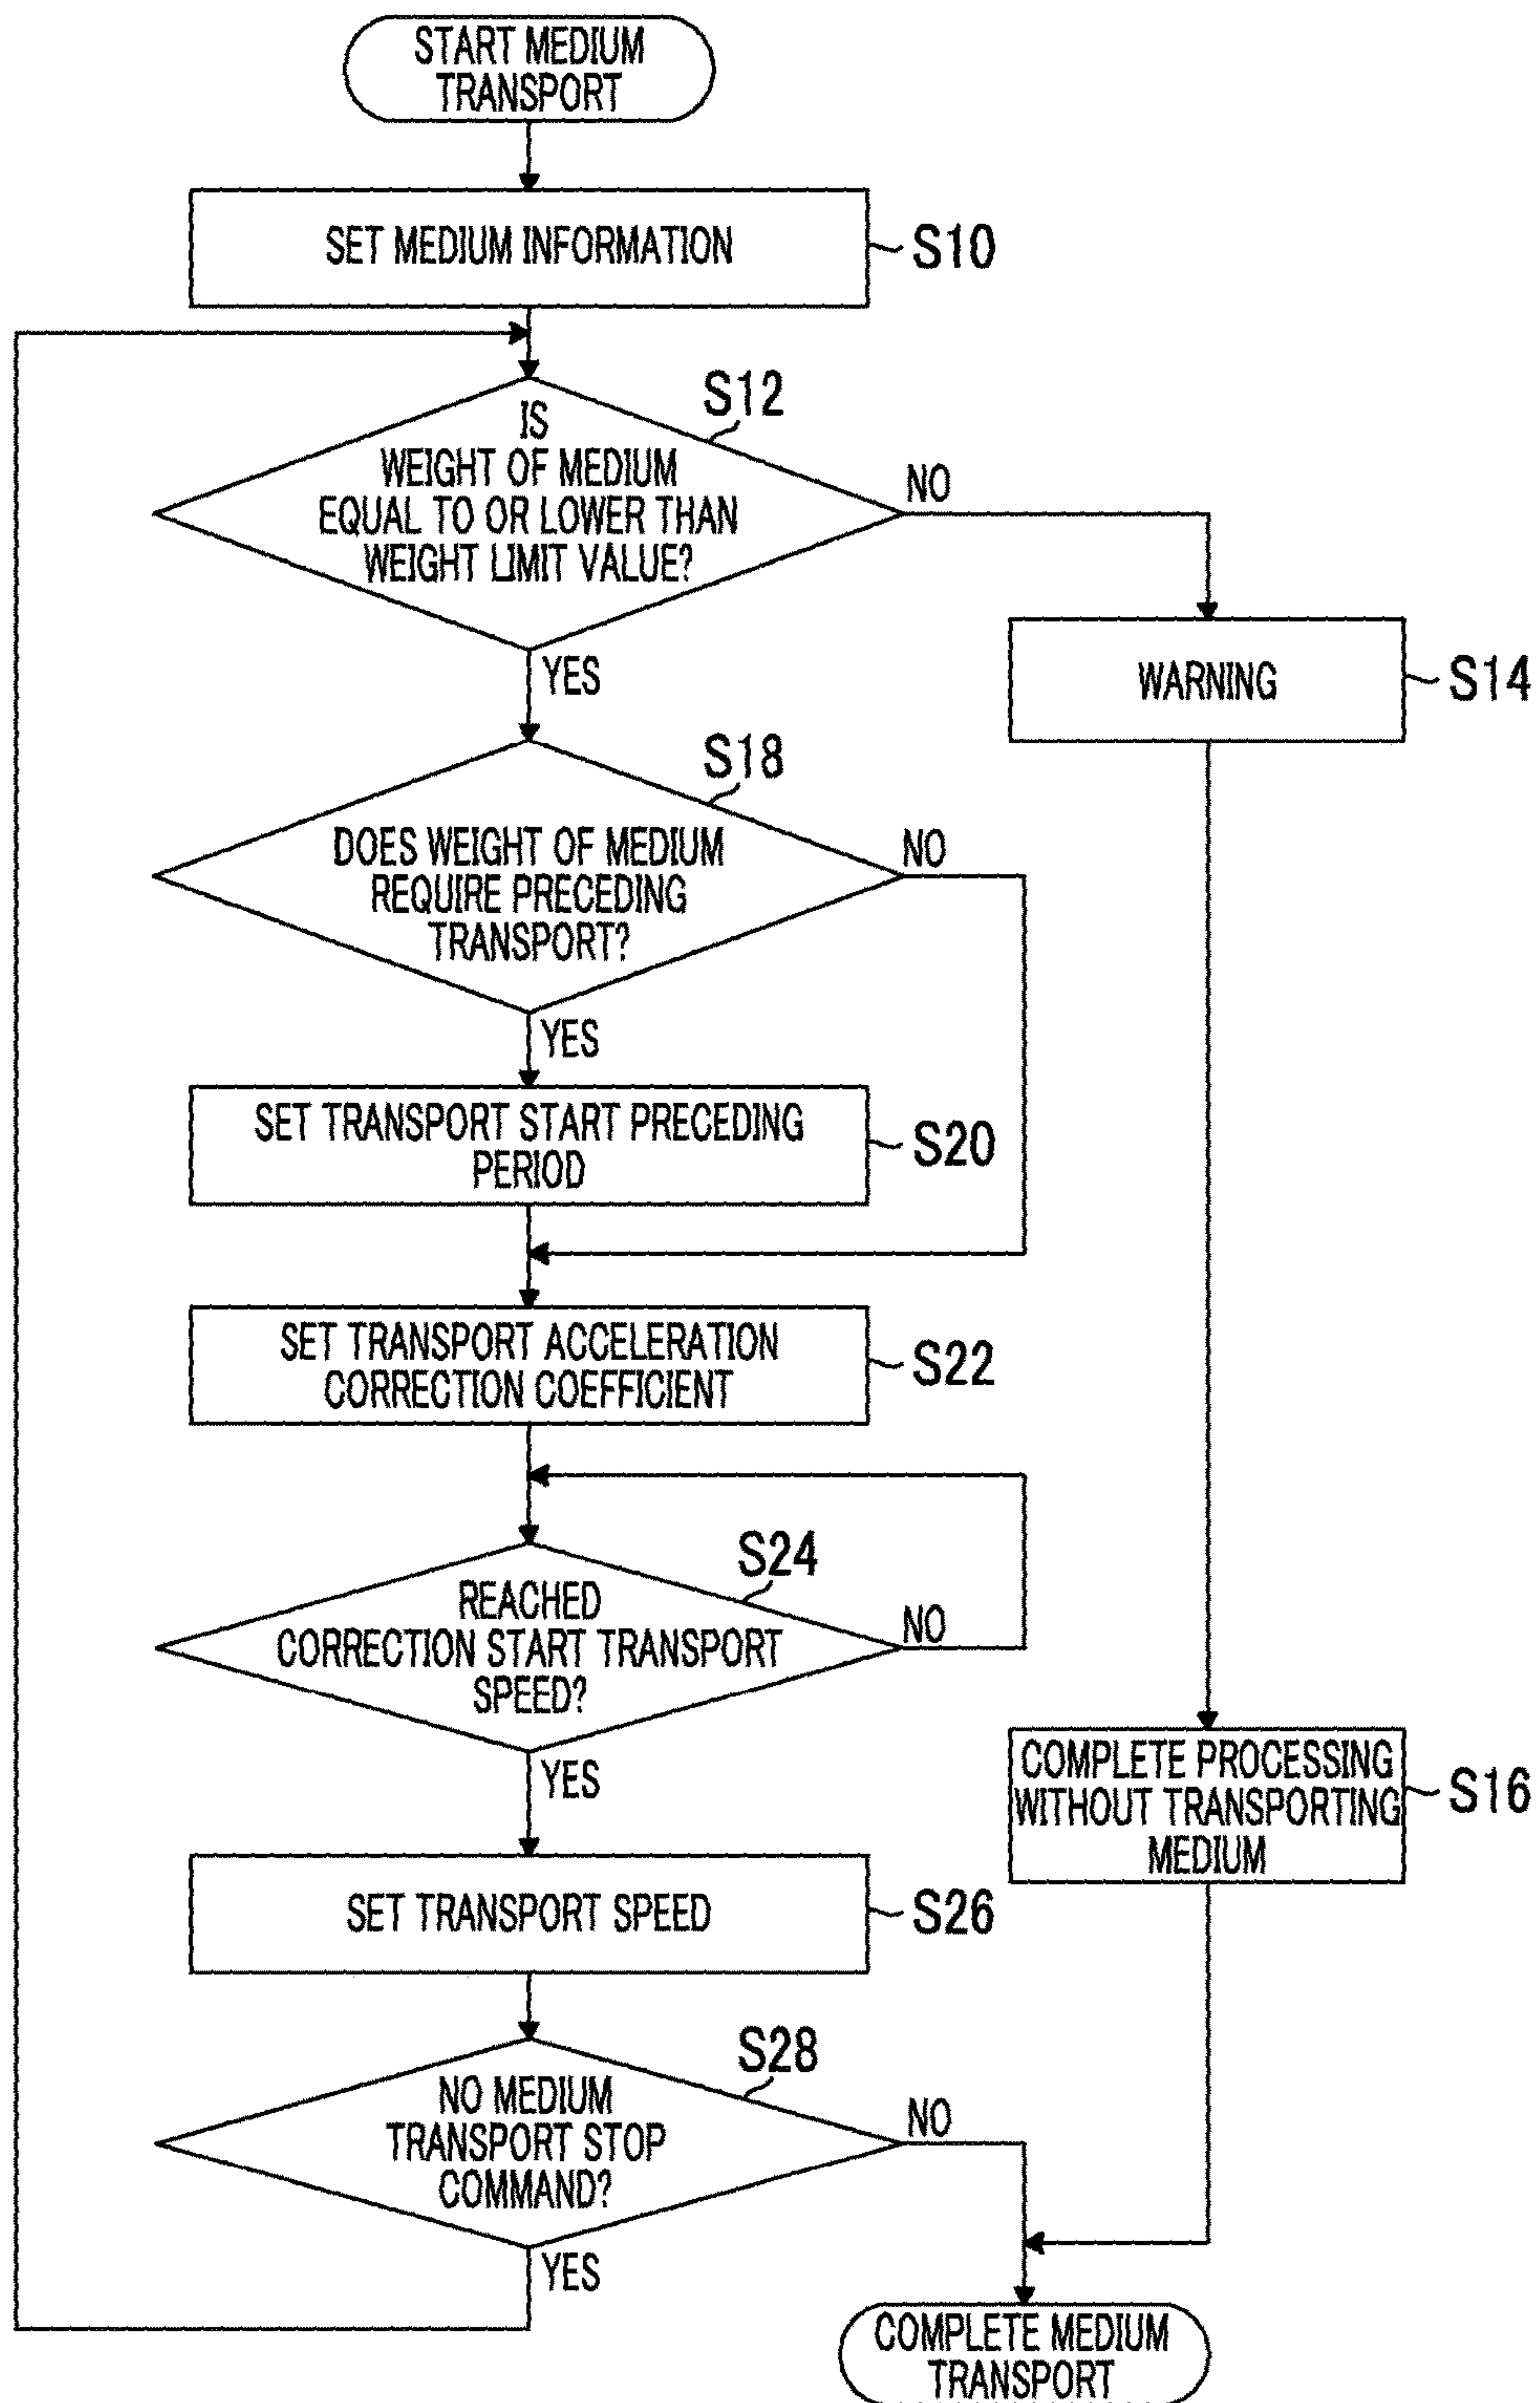 START MEDIUM
TRANSPORT
SET MEDIUM INFORMATION
S10
S12
IS
WEIGHT OF MEDIUM
EQUAL TO OR LOWER THAN
WEIGHT LIMIT VALUE?
NO
YES
WARNING
S14
S18
DOES WEIGHT OF MEDIUM
REQUIRE PRECEDING
TRANSPORT?
NO
YES
SET TRANSPORT START PRECEDING
PERIOD
S20
SET TRANSPORT ACCELERATION
CORRECTION COEFFICIENT
S22
S24
REACHED
CORRECTION START TRANSPORT
SPEED?
NO
YES
COMPLETE PROCESSING
WITHOUT TRANSPORTING
MEDIUM
S16
SET TRANSPORT SPEED
S26
S28
NO MEDIUM
TRANSPORT STOP
COMMAND?
NO
YES
COMPLETE MEDIUM
TRANSPORT